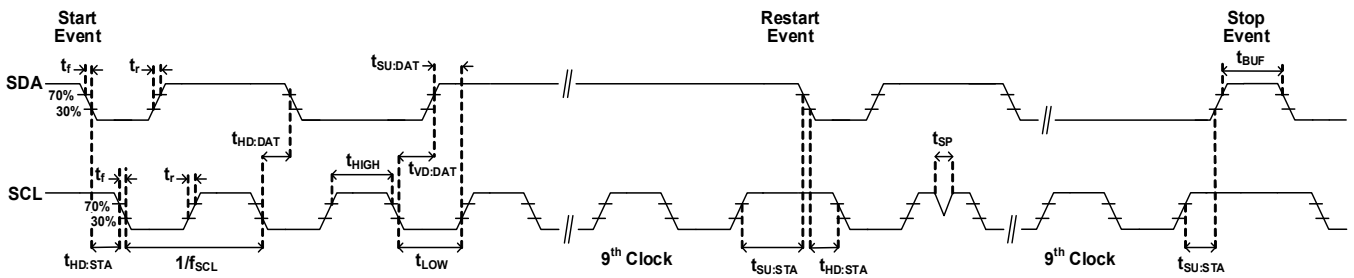 Start Event
Restart Event
Stop Event
tf
tr
tSU:DAT
tBUF
SDA
70%
30%
//
//
tHD:DAT
tHIGH
tVD:DAT
tSP
tf
tr
SCL
70%
30%
//
//
tHD:STA
1/fSCL
tLOW
9th Clock
tSU:STA
tHD:STA
9th Clock
tSU:STA